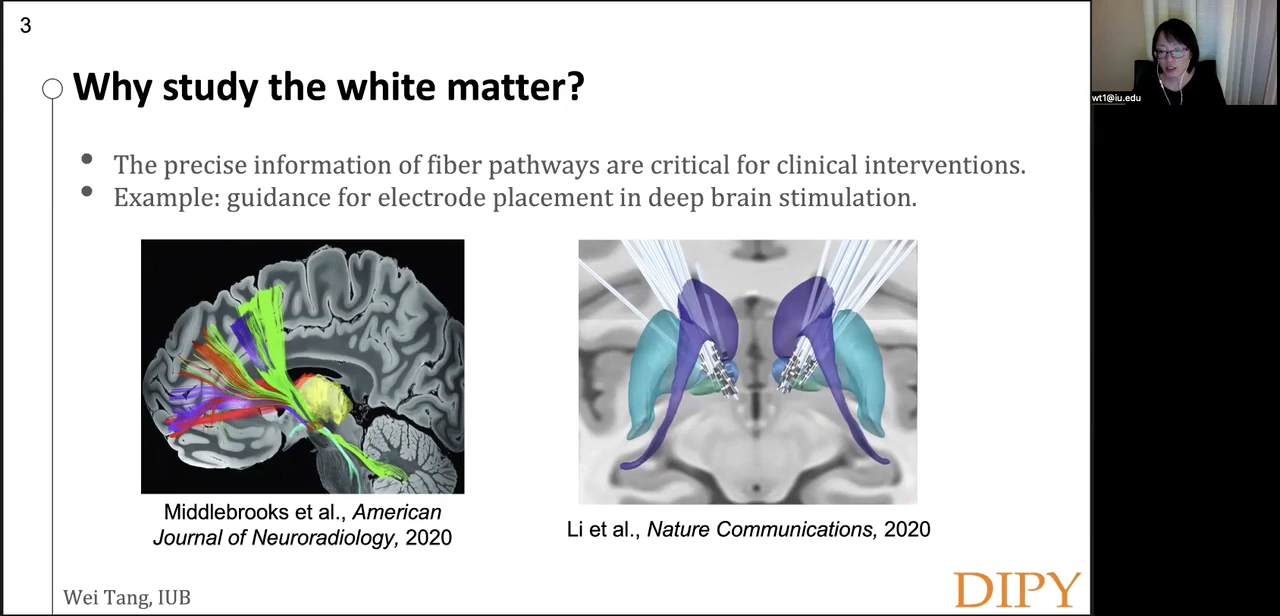 3
Why study the white matter?
• The precise information of fiber pathways are critical for clinical interventions.
• Example: guidance for electrode placement in deep brain stimulation.
Middlebrooks et al., American
Journal of Neuroradiology, 2020
Li et al., Nature Communications, 2020
Wei Tang, IUB
DIPY
wt1@iu.edu